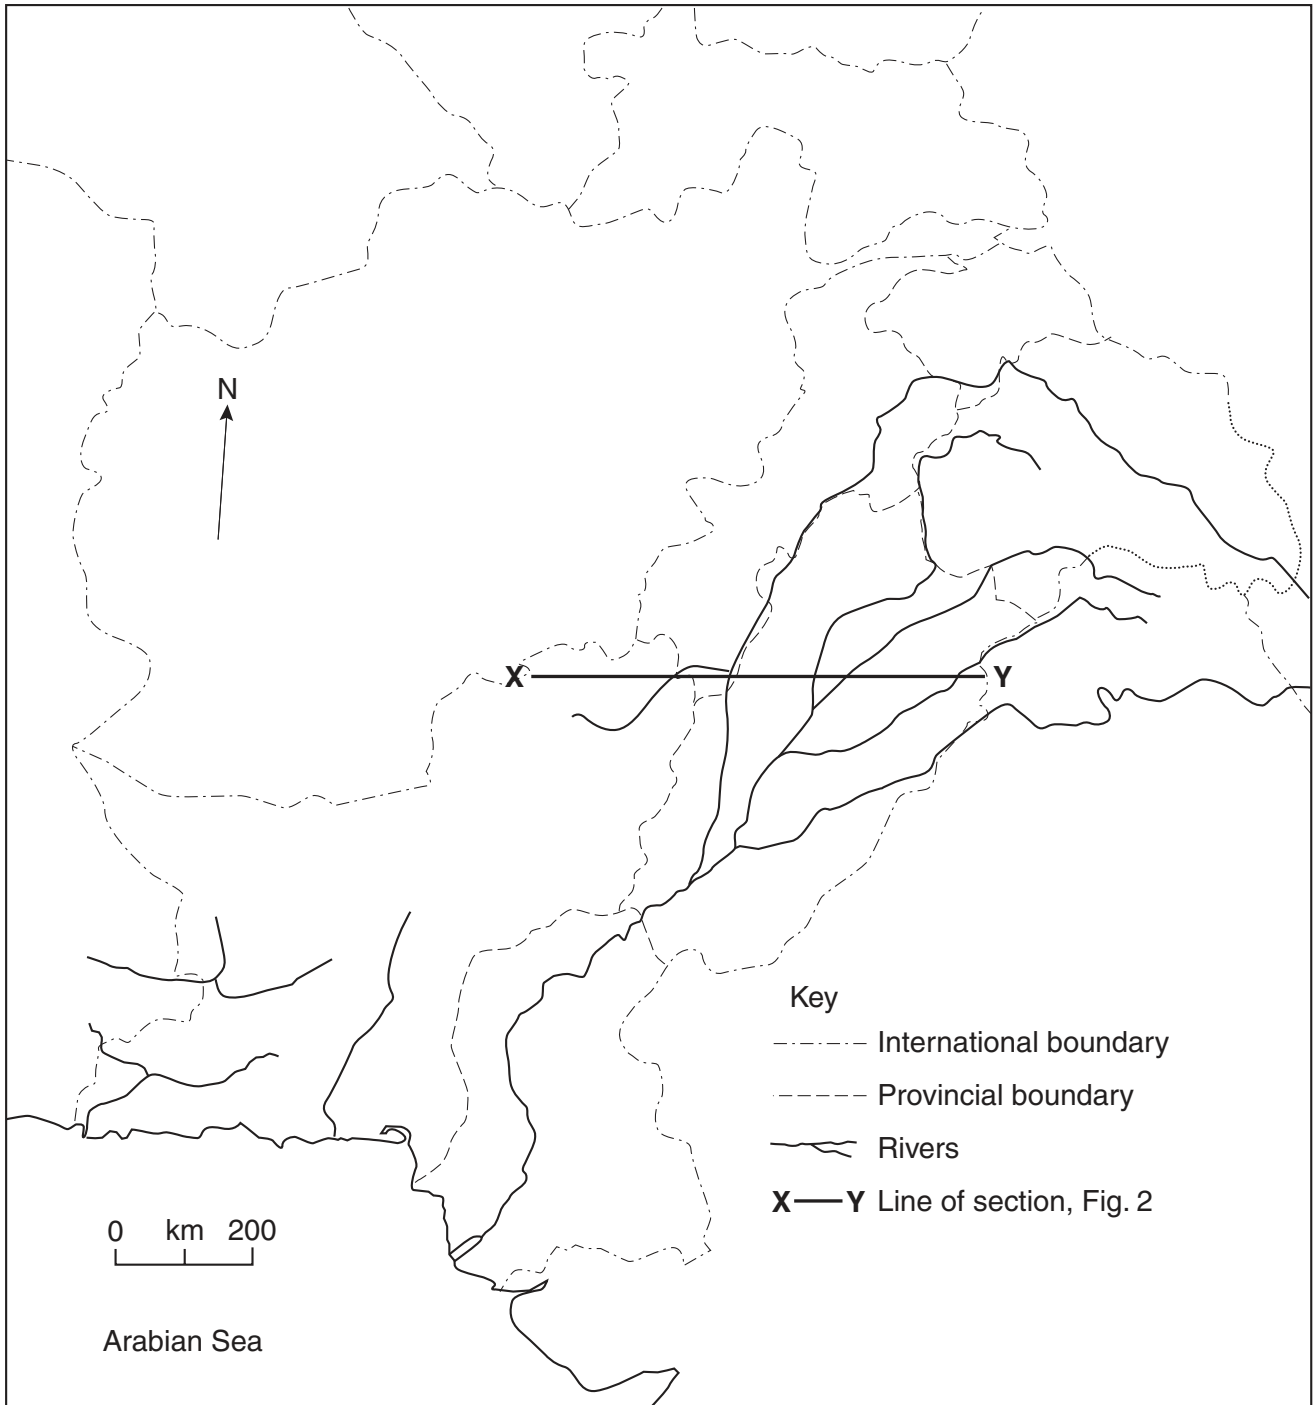 N
X Y
Key
International boundary
Provincial boundary
Rivers
X Y Line of section, Fig. 2
0 km 200
Arabian Sea